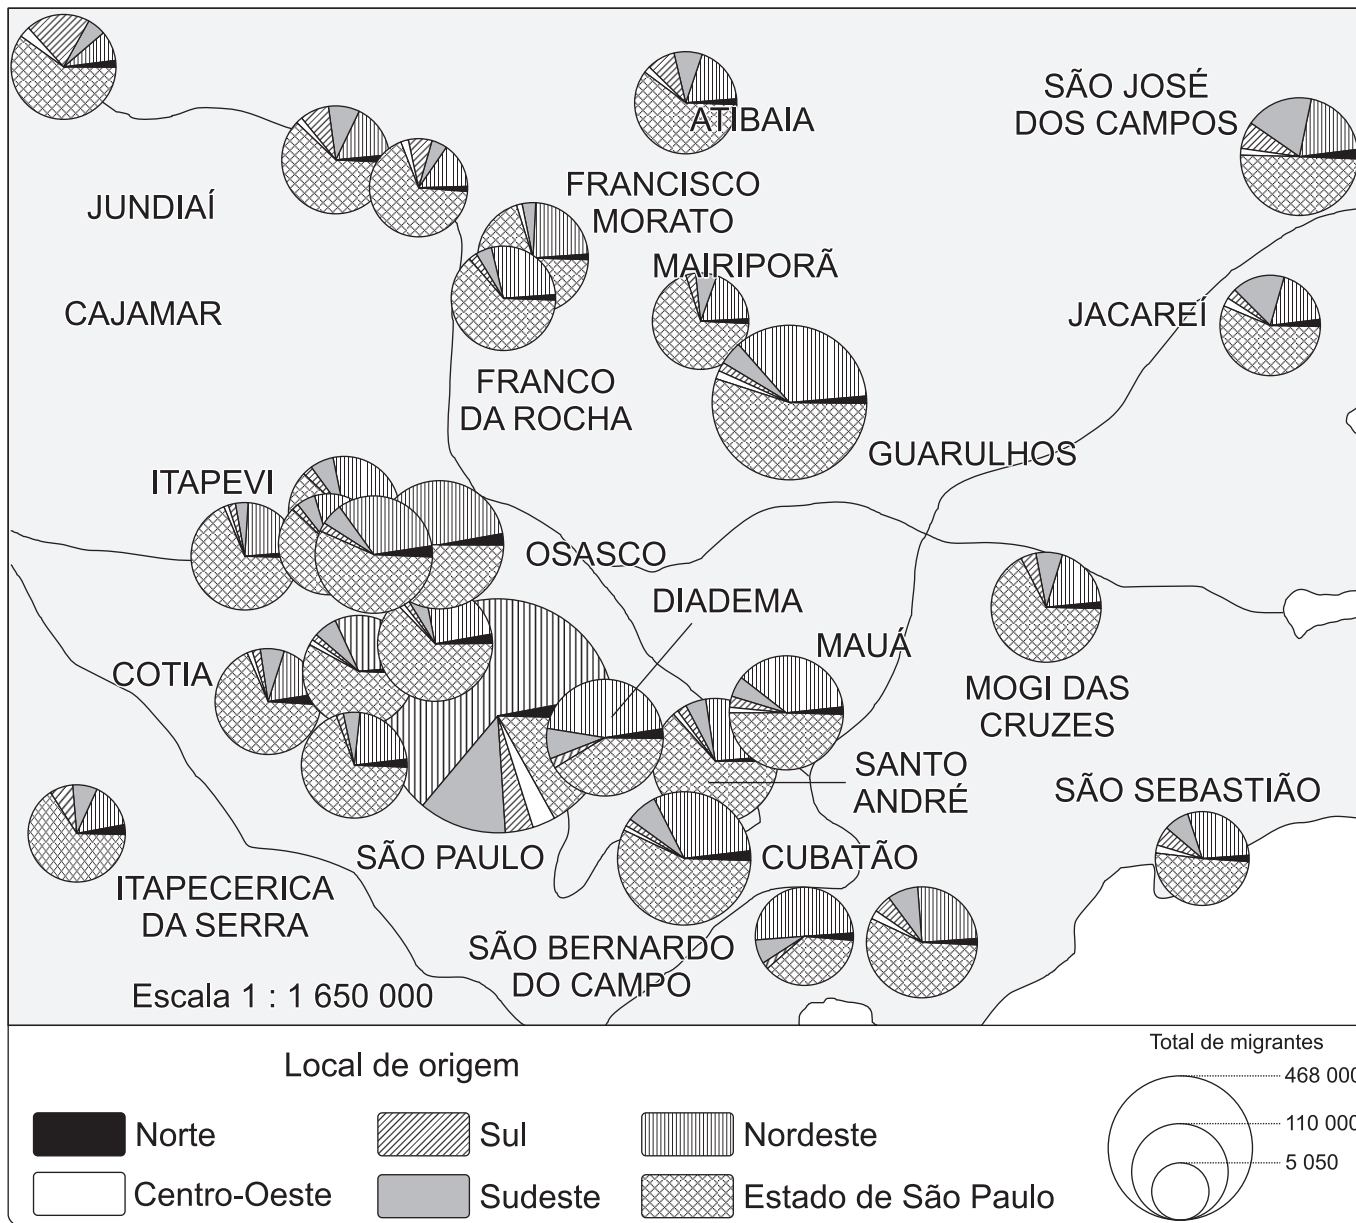 ATIBAIA
SÃO JOSÉ
DOS CAMPOS
JUNDIAÍ
FRANCISCO
MORATO
MAIRIPORÃ
CAJAMAR
JACAREÍ
FRANCO
DA ROCHA
GUARULHOS
ITAPEVI
OSASCO
DIADEMA
MAUÁ
COTIA
MOGI DAS
CRUZES
SANTO
ANDRÉ
SÃO SEBASTIÃO
SÃO PAULO
CUBATÃO
ITAPECERICA
DA SERRA
SÃO BERNARDO
DO CAMPO
Escala 1 : 1 650 000
Local de origem
Norte
Sul
Nordeste
Centro-Oeste
Sudeste
Estado de São Paulo
Total de migrantes
468 000
110 000
5 050